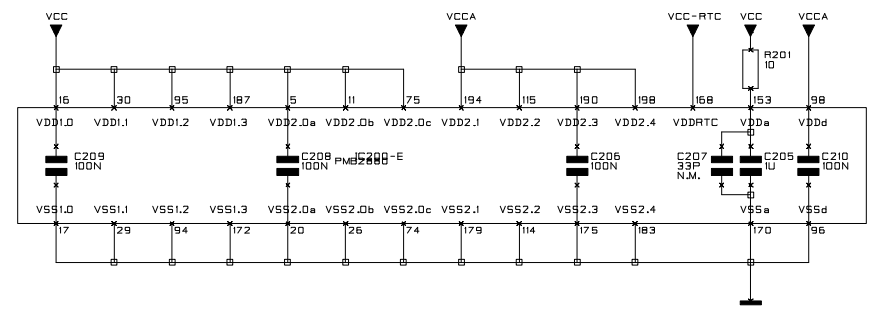 VCC VCCA VCC-RTC VCC VCCA
R201
10
16 30 95 187 5 11 75 194 115 190 198 168 153 98
VDD1.0 VDD1.1 VDD1.2 VDD1.3 VDD2.0a VDD2.0b VDD2.0c VDD2.1 VDD2.2 VDD2.3 VDD2.4 VDDRTC VDDa VDDd
C209 C208 IC200-E C206 C207 C205 C210
100N 100N 100N 33P 1U 100N
N.M.
VSS1.0 VSS1.1 VSS1.2 VSS1.3 VSS2.0a VSS2.0b VSS2.0c VSS2.1 VSS2.2 VSS2.3 VSS2.4 VSSa VSSd
17 29 94 172 20 26 74 179 114 175 183 170 96